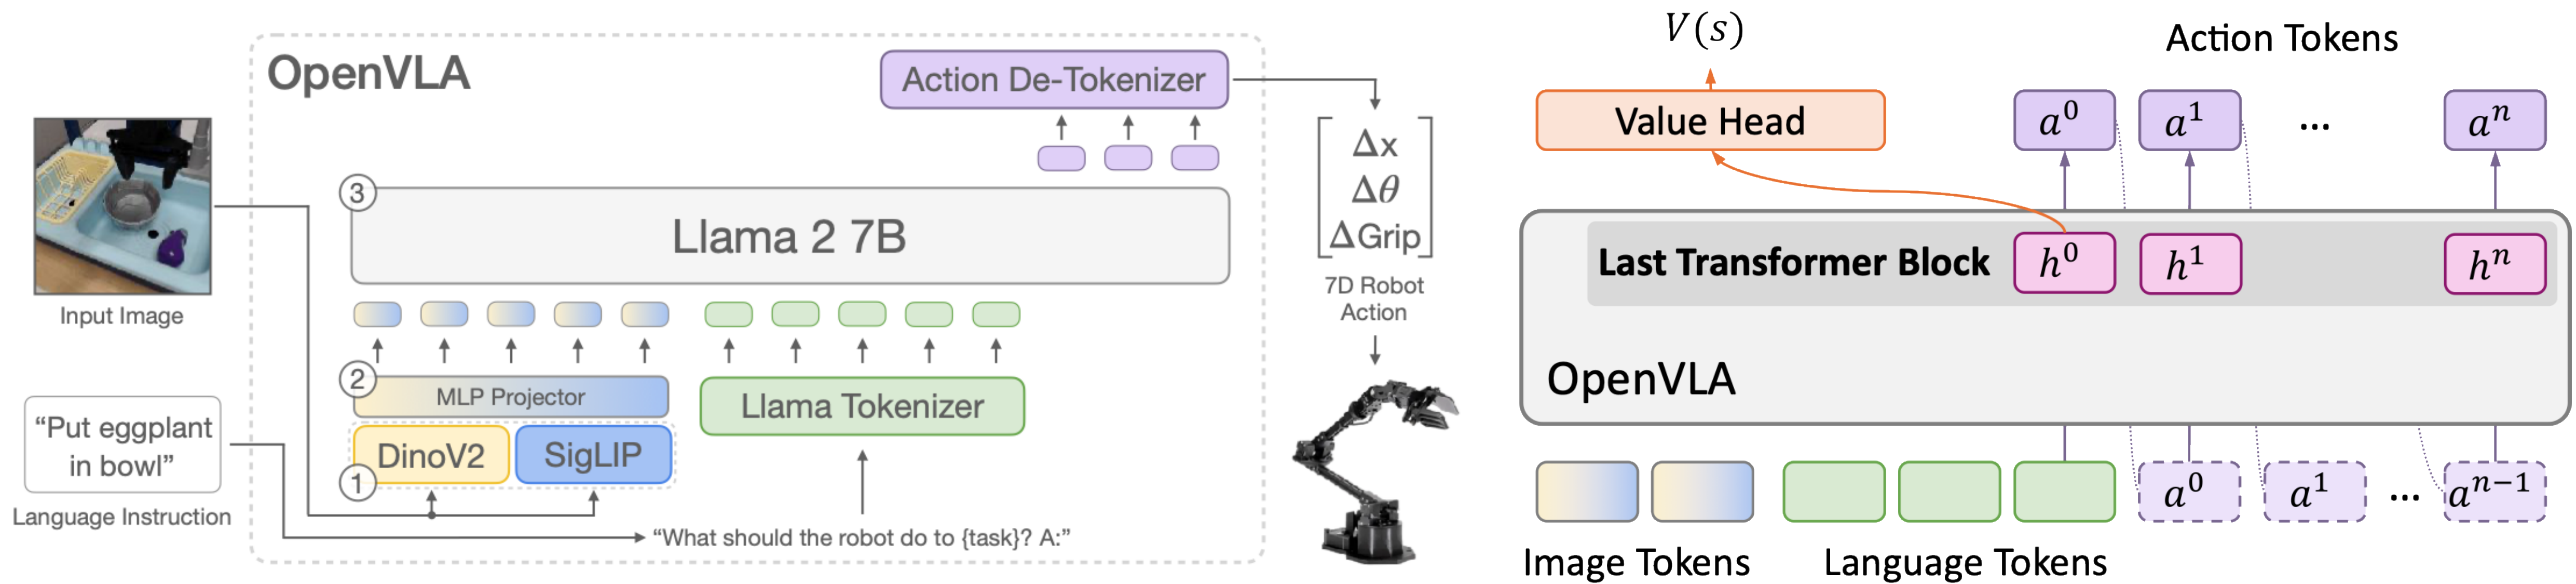 OpenVLA
Action De-Tokenizer
3
Llama 2 7B
2
MLP Projector
Llama Tokenizer
DinoV2
SigLIP
1
Input Image
“Put eggplant
in bowl”
Language Instruction
“What should the robot do to {task}? A:”
Δx
Δθ
ΔGrip
7D Robot
Action
V(s)
Action Tokens
Value Head
a⁰
a¹
...
aⁿ
Last Transformer Block
h⁰
h¹
hⁿ
OpenVLA
a⁰
a¹
...
aⁿ⁻¹
Image Tokens
Language Tokens